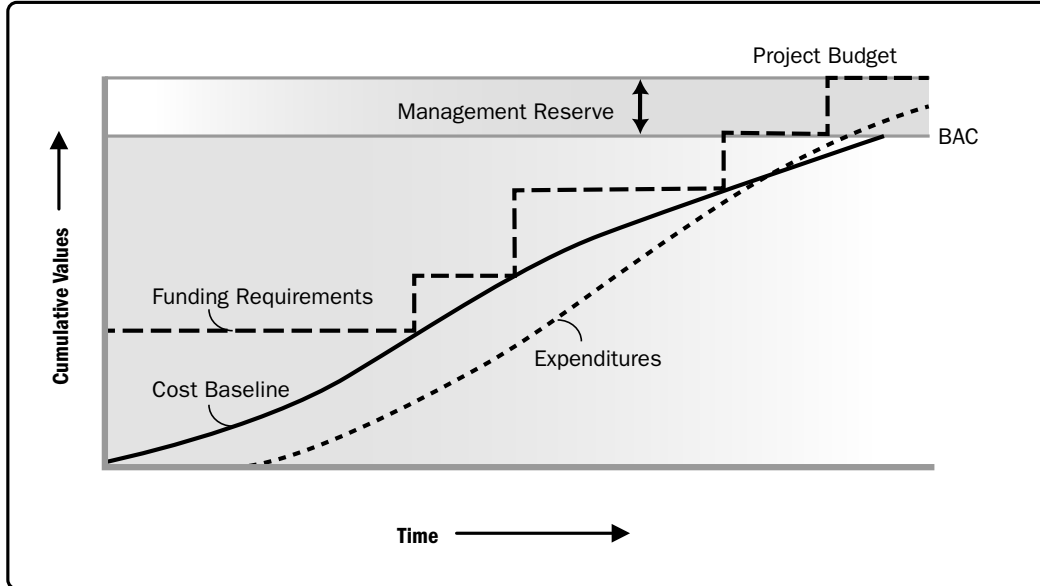 Project Budget
Management Reserve
BAC
Cumulative Values
Funding Requirements
Expenditures
Cost Baseline
Time